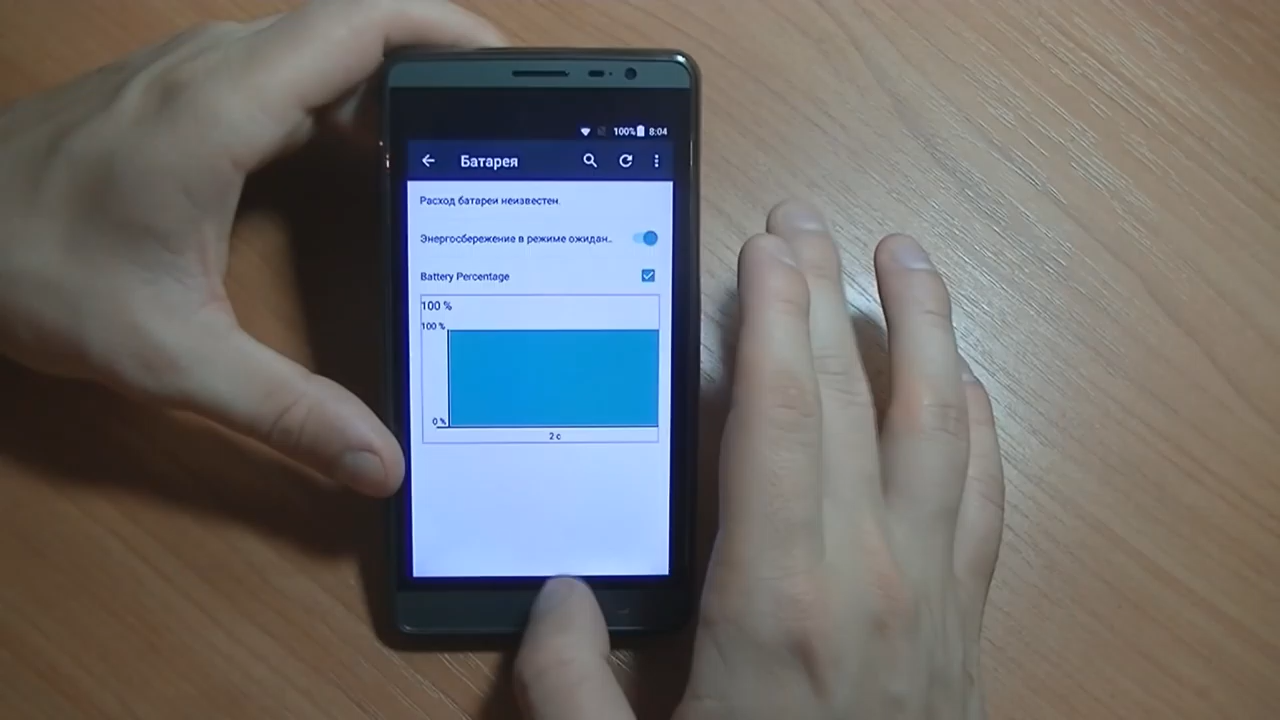 100% 8:04
Батарея
Расход батареи неизвестен.
Энергосбережение в режиме ожидан..
Battery Percentage
100 %
100 %
0 %
2 с